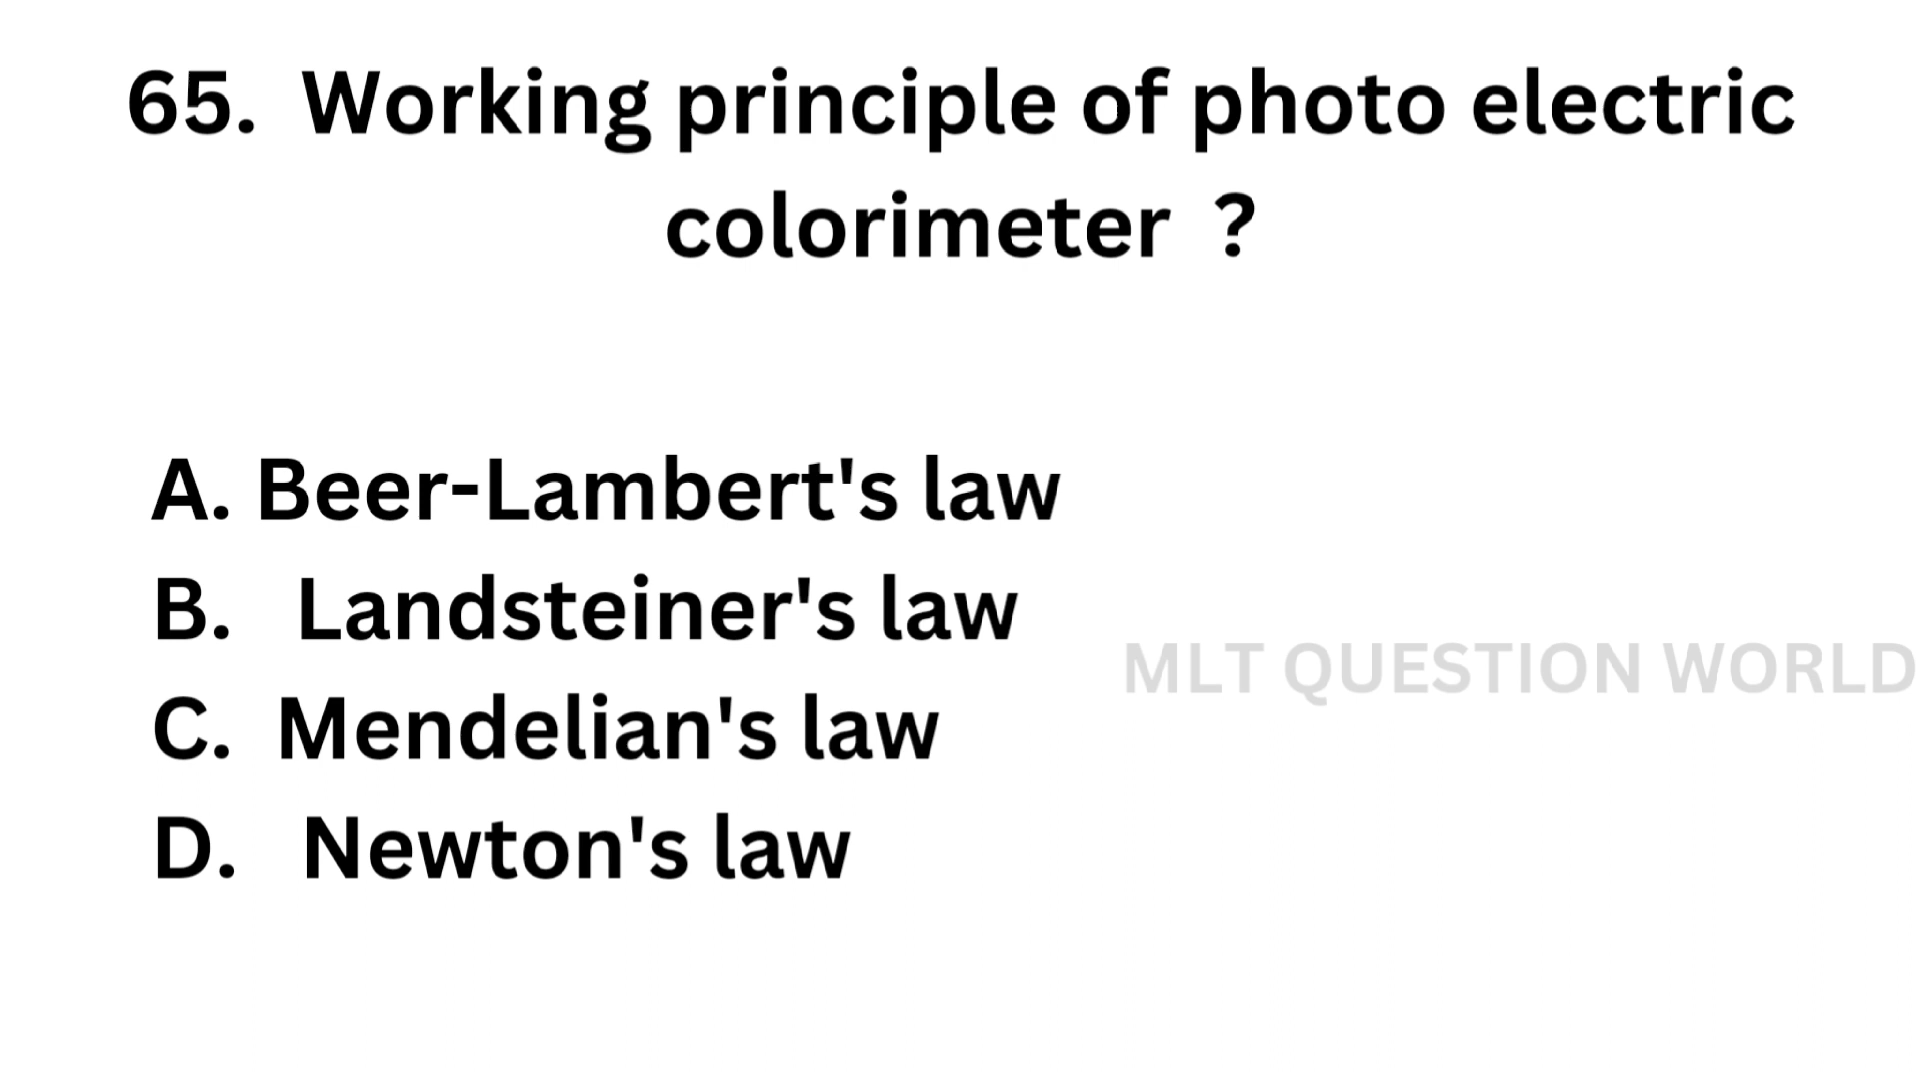 65. Working principle of photo electric
colorimeter ?
A. Beer-Lambert's law
B. Landsteiner's law
MLT QUESTION WORLD
C. Mendelian's law
D. Newton's law